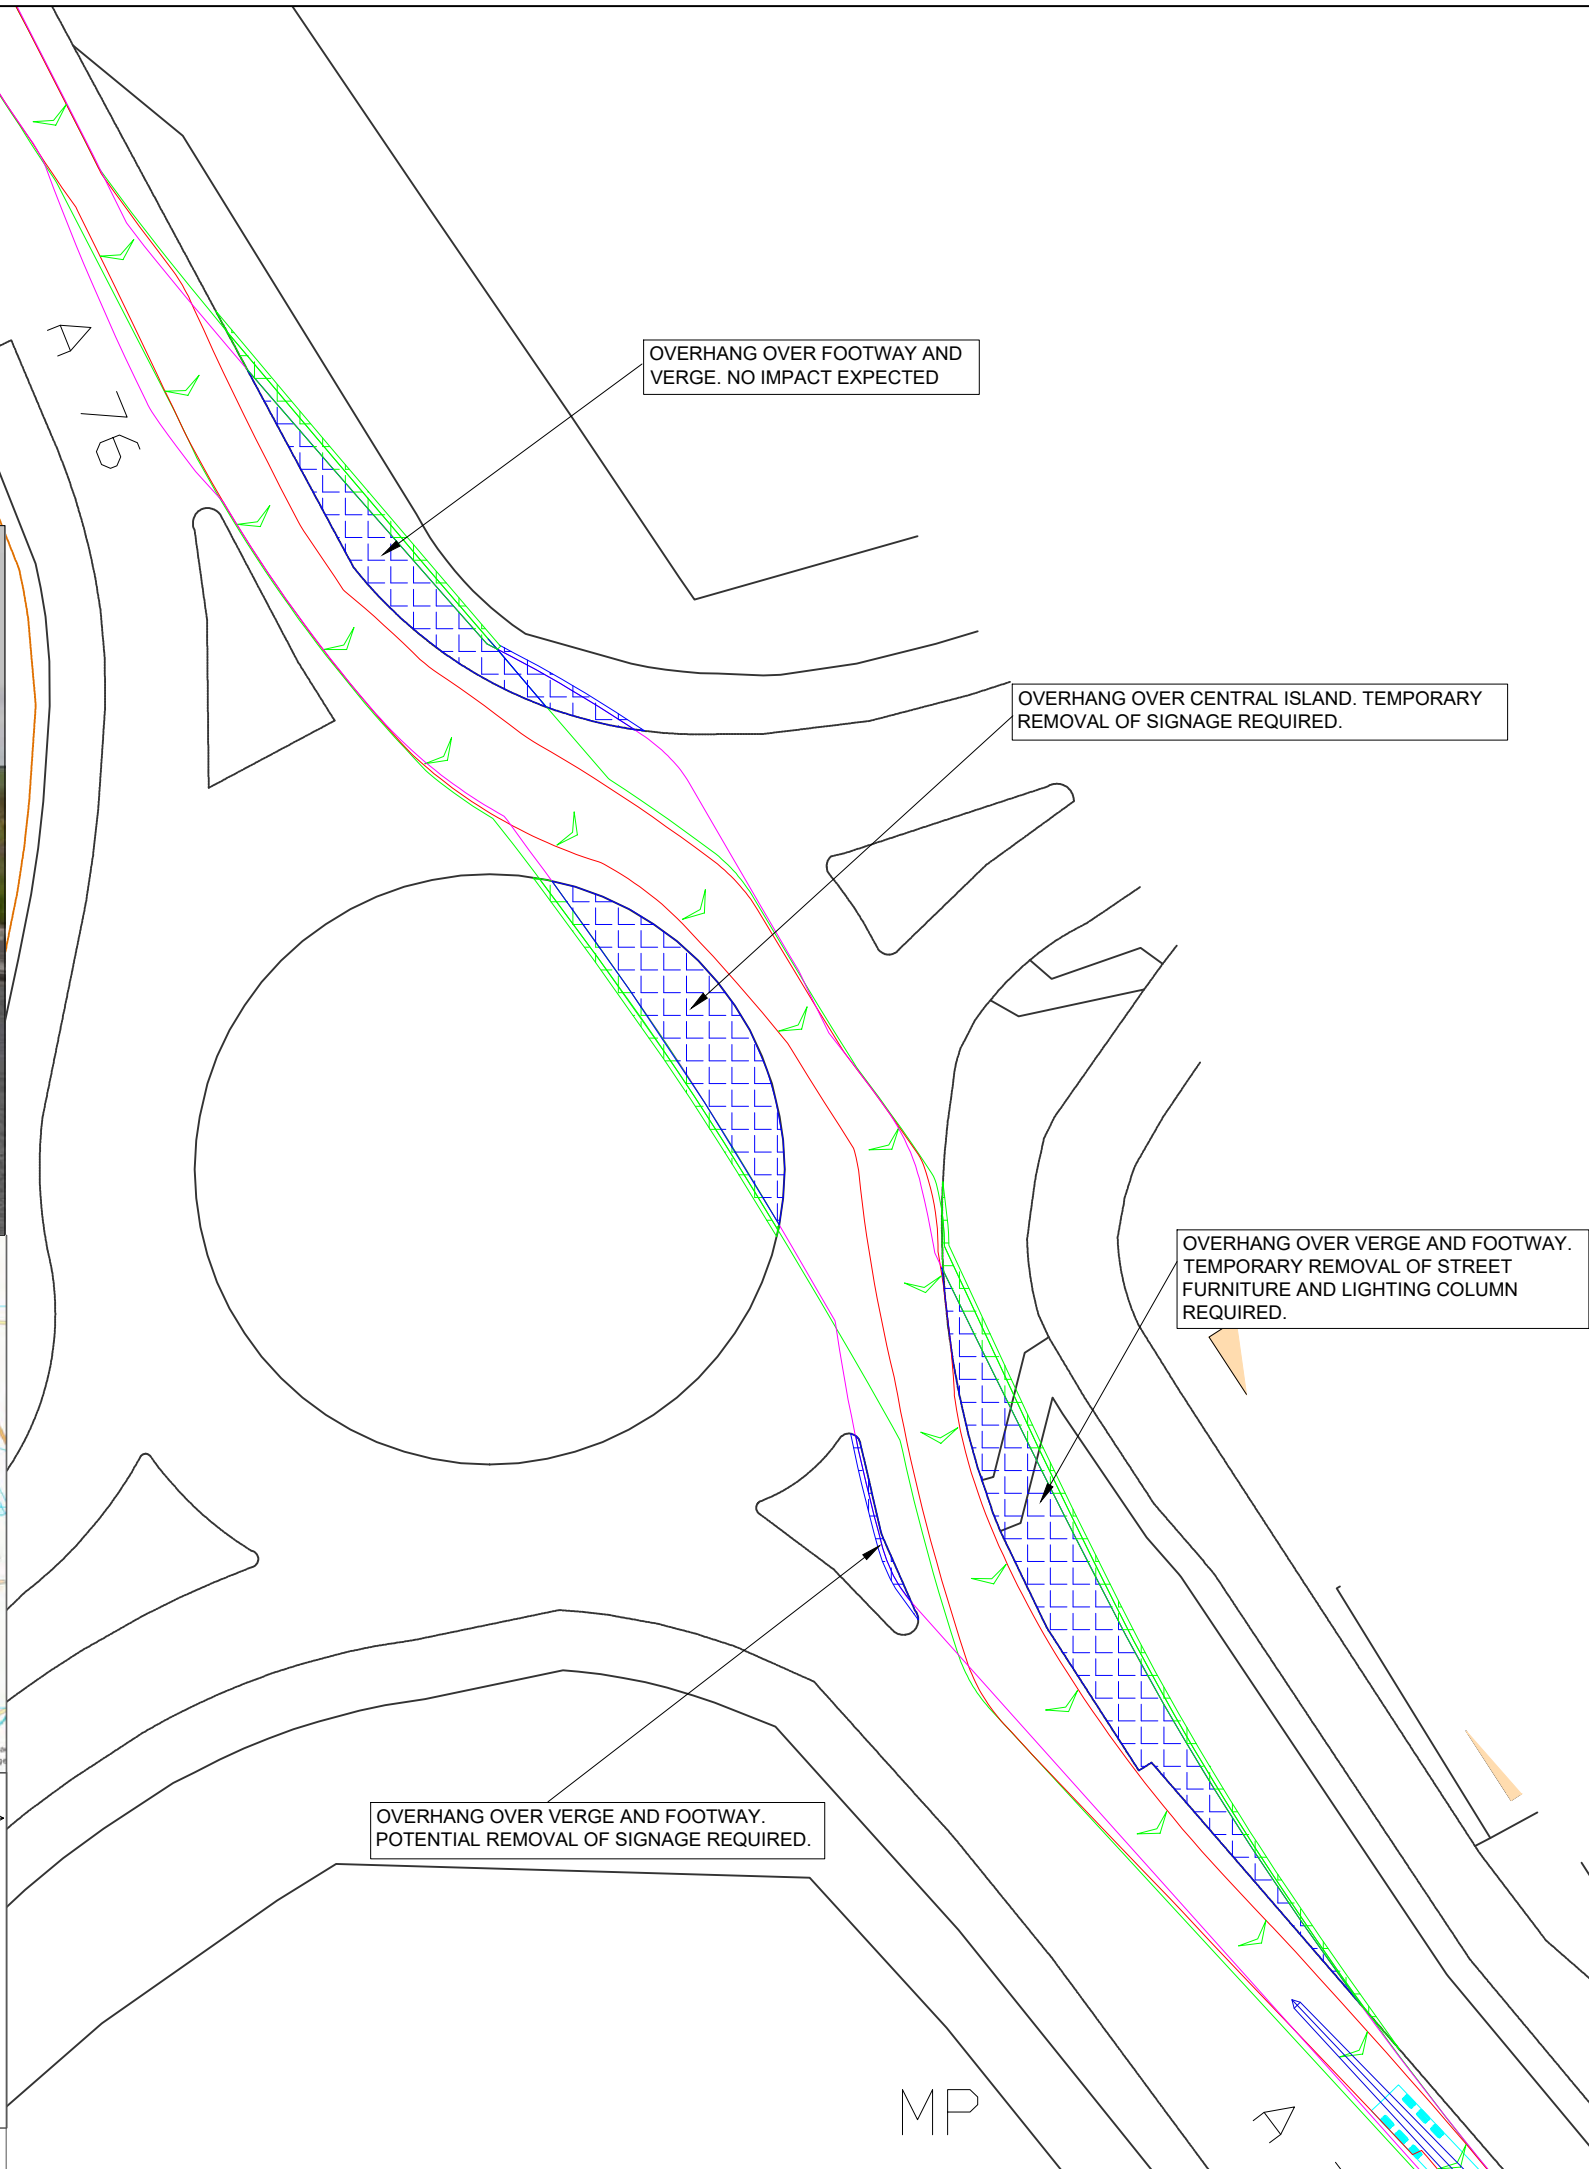 A 76
OVERHANG OVER FOOTWAY AND
VERGE. NO IMPACT EXPECTED
OVERHANG OVER CENTRAL ISLAND. TEMPORARY
REMOVAL OF SIGNAGE REQUIRED.
OVERHANG OVER VERGE AND FOOTWAY.
TEMPORARY REMOVAL OF STREET
FURNITURE AND LIGHTING COLUMN
REQUIRED.
OVERHANG OVER VERGE AND FOOTWAY.
POTENTIAL REMOVAL OF SIGNAGE REQUIRED.
MP
A